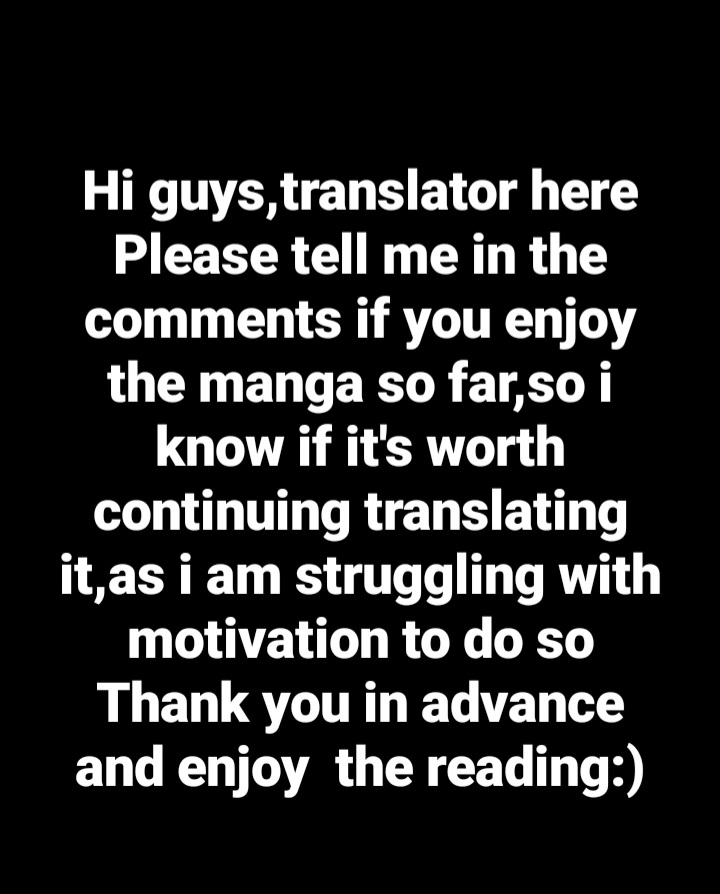 Hi guys,translator here
Please tell me in the
comments if you enjoy
the manga so far,so i
know if it's worth
continuing translating
it,as i am struggling with
motivation to do so
Thank you in advance
and enjoy  the reading:)